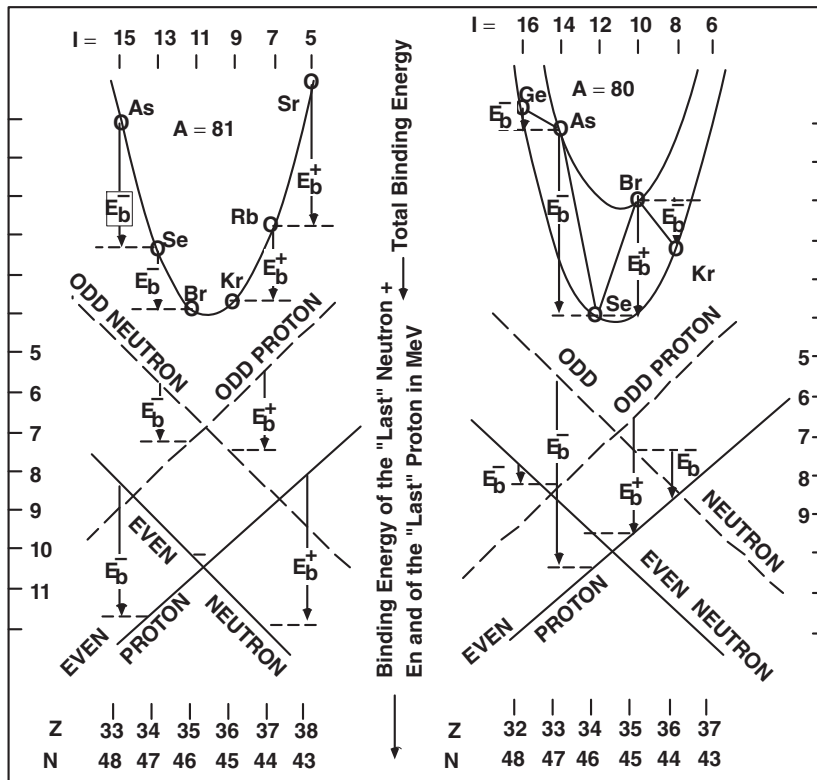 I = 15 13 11 9 7 5
As
Sr
A = 81
E_b^+
E_b^-
Rb
Se
E_b^-
Br
Kr
E_b^+
ODD NEUTRON
ODD PROTON
5
6
7
8
9
10
11
E_b^-
E_b^+
E_b^-
EVEN
E_b^+
EVEN
PROTON
NEUTRON
Z 33 34 35 36 37 38
N 48 47 46 45 44 43
Total Binding Energy
Binding Energy of the "Last" Neutron +
En and of the "Last" Proton in MeV
I = 16 14 12 10 8 6
Ge
A = 80
E_b^-
As
Br
E_b^-
E_b^-
E_b^+
Kr
Se
ODD
ODD PROTON
5
6
7
8
9
E_b^-
E_b^-
E_b
E_b^+
NEUTRON
EVEN
PROTON
EVEN NEUTRON
Z 32 33 34 35 36 37
N 48 47 46 45 44 43